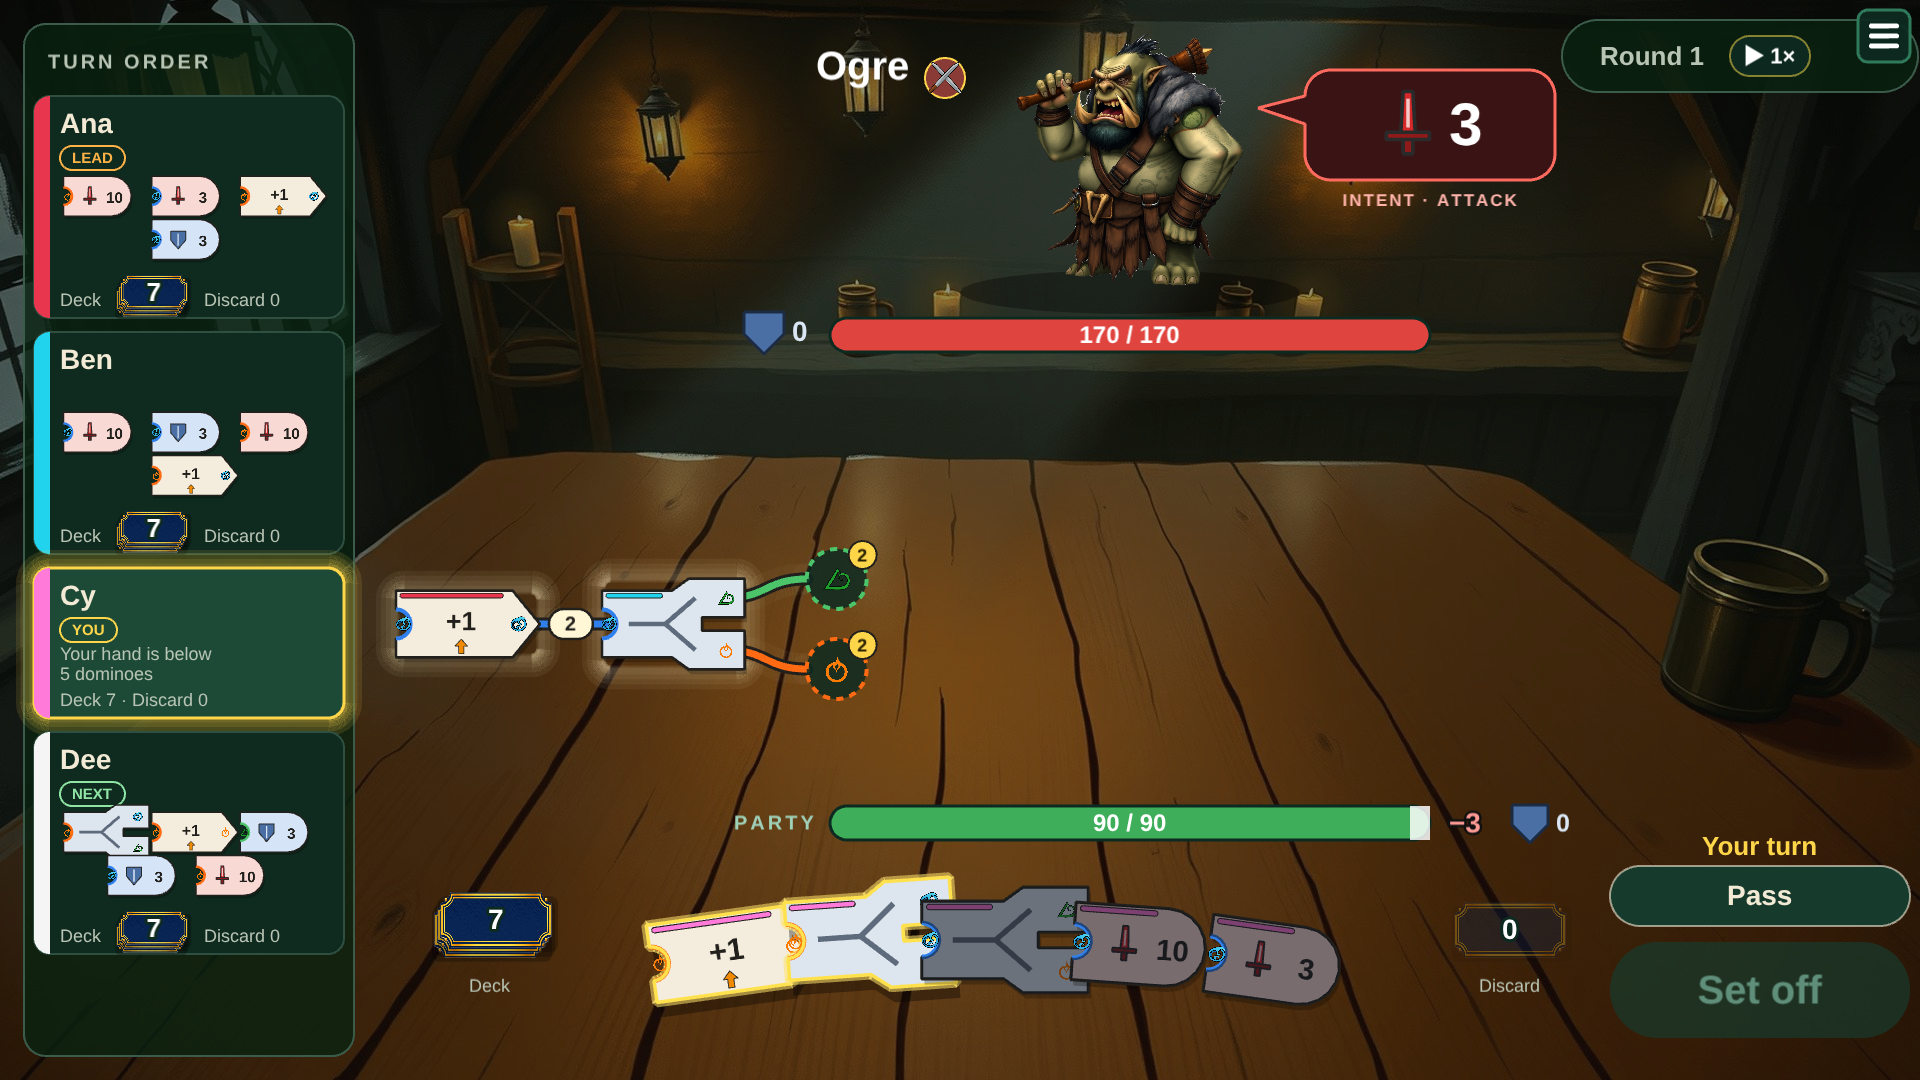 TURN ORDER
Ana
LEAD
10
3
+1
3
Deck 7 Discard 0
Ben
10
3
10
+1
Deck 7 Discard 0
Cy
YOU
Your hand is below
5 dominoes
Deck 7 · Discard 0
Dee
NEXT
+1
3
3
10
Deck 7 Discard 0
Ogre
3
INTENT · ATTACK
Round 1
1×
0
170 / 170
+1
2
2
2
PARTY
90 / 90
−3
0
7
Deck
+1
10
3
0
Discard
Your turn
Pass
Set off